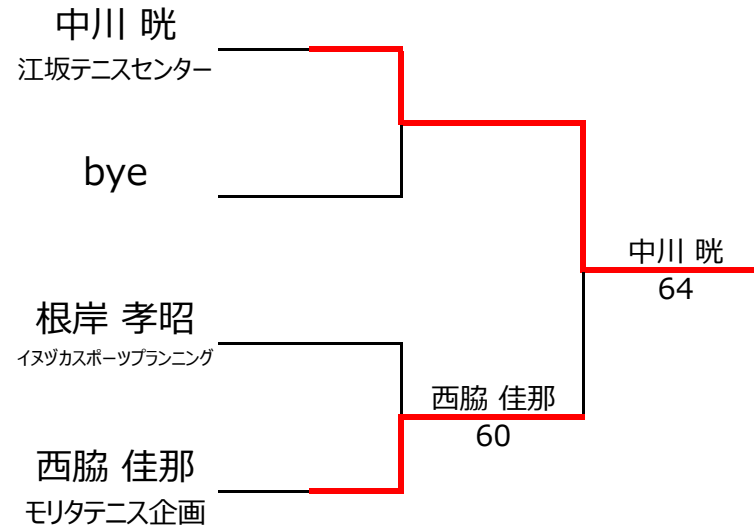 中川 晄
江坂テニスセンター
bye
中川 晄
64
根岸 孝昭
イヌヅカスポーツプランニング
西脇 佳那
60
西脇 佳那
モリタテニス企画